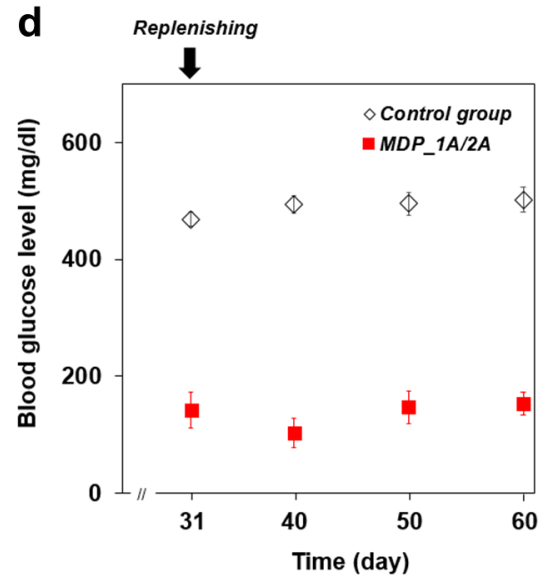 d
Replenishing
Control group
MDP_1A/2A
Blood glucose level (mg/dl)
600
400
200
0
//
31 40 50 60
Time (day)